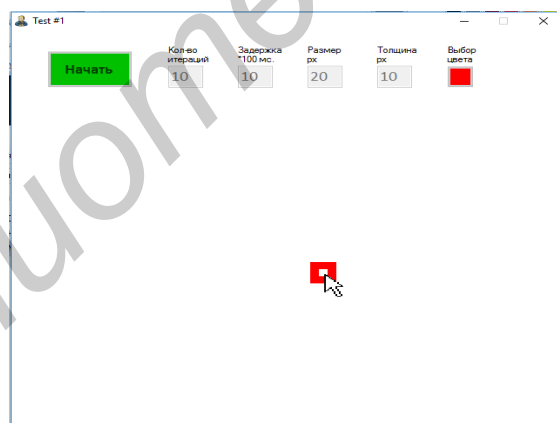 Test #1
Начать
Кол-во
итераций
10
Задержка
*100 мс.
10
Размер
px
20
Толщина
px
10
Выбор
цвета